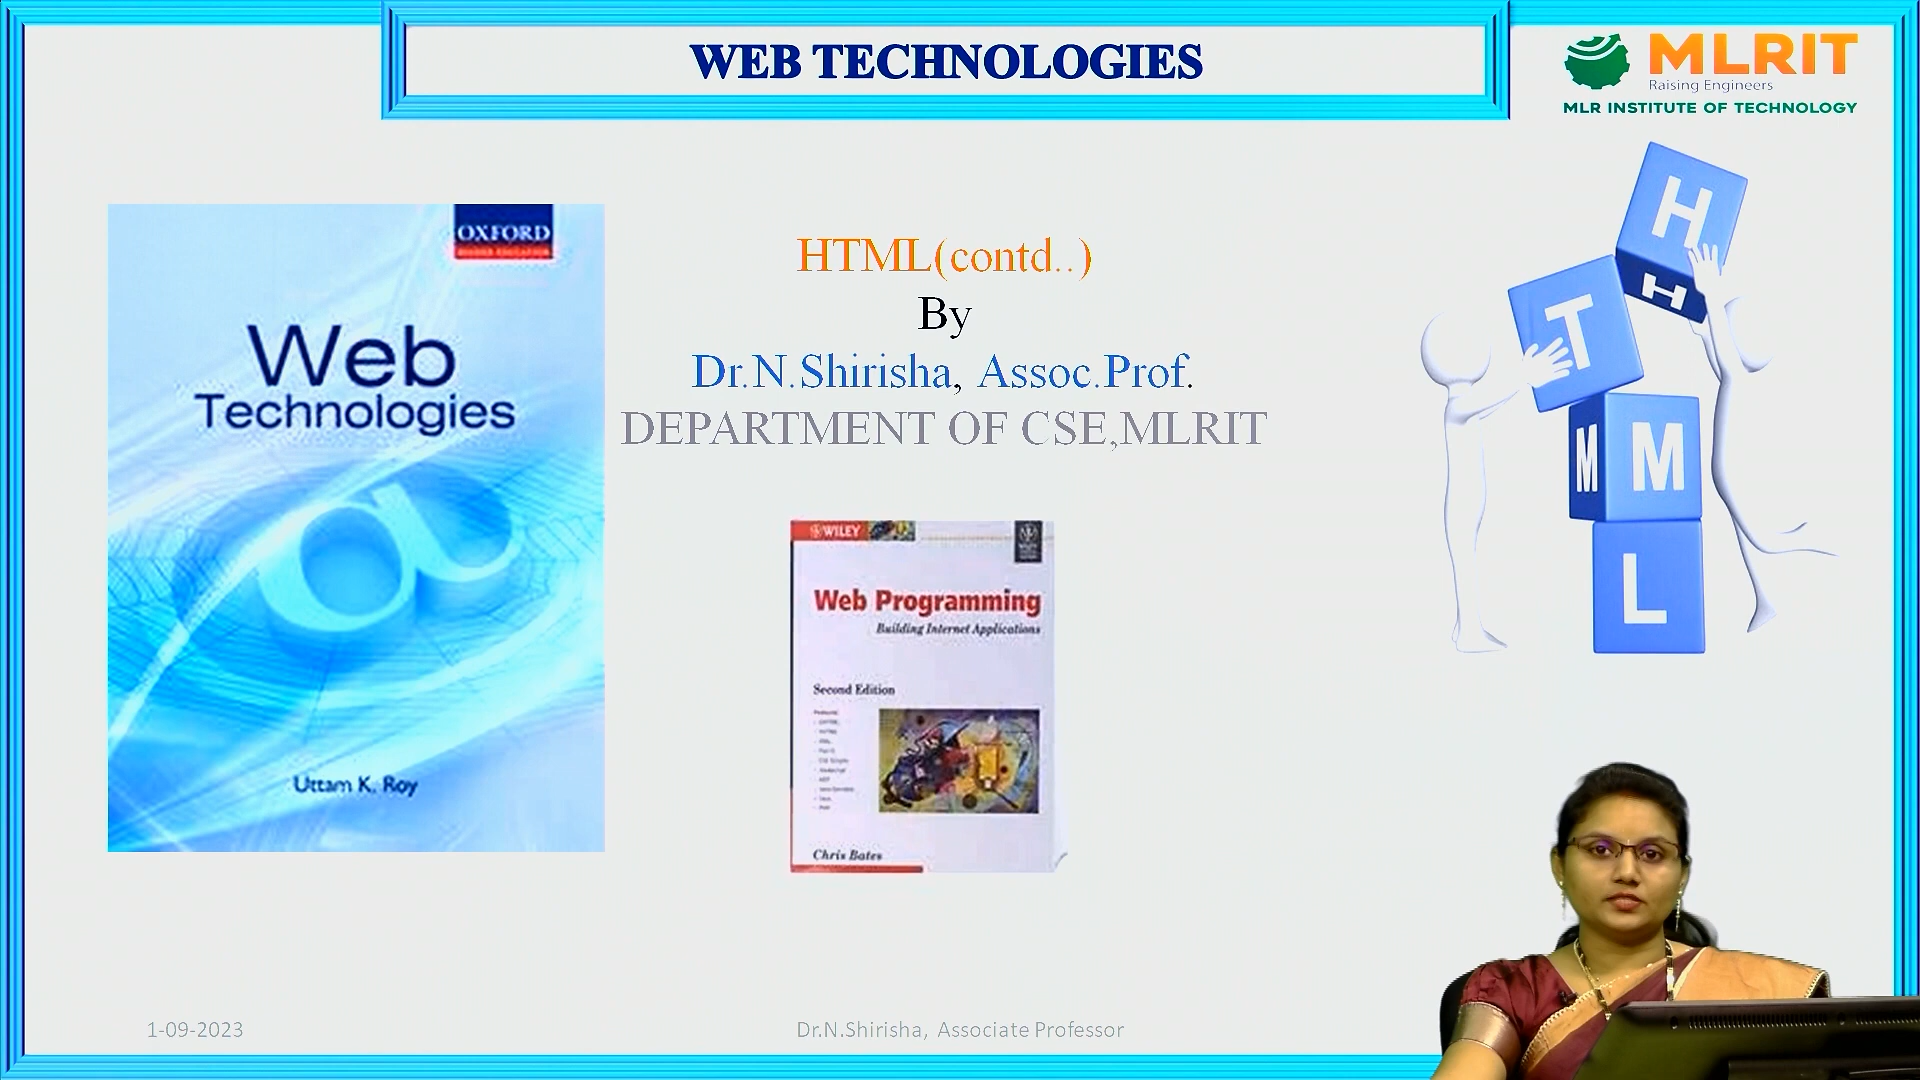 WEB TECHNOLOGIES
MLRIT
Raising Engineers
MLR INSTITUTE OF TECHNOLOGY
OXFORD
HIGHER EDUCATION
Web
Technologies
Uttam K. Roy
HTML(contd..)
By
Dr.N.Shirisha, Assoc.Prof.
DEPARTMENT OF CSE,MLRIT
WILEY
Web Programming
Building Internet Applications
Second Edition
Chris Bates
H
H
T
M M
L
1-09-2023
Dr.N.Shirisha, Associate Professor